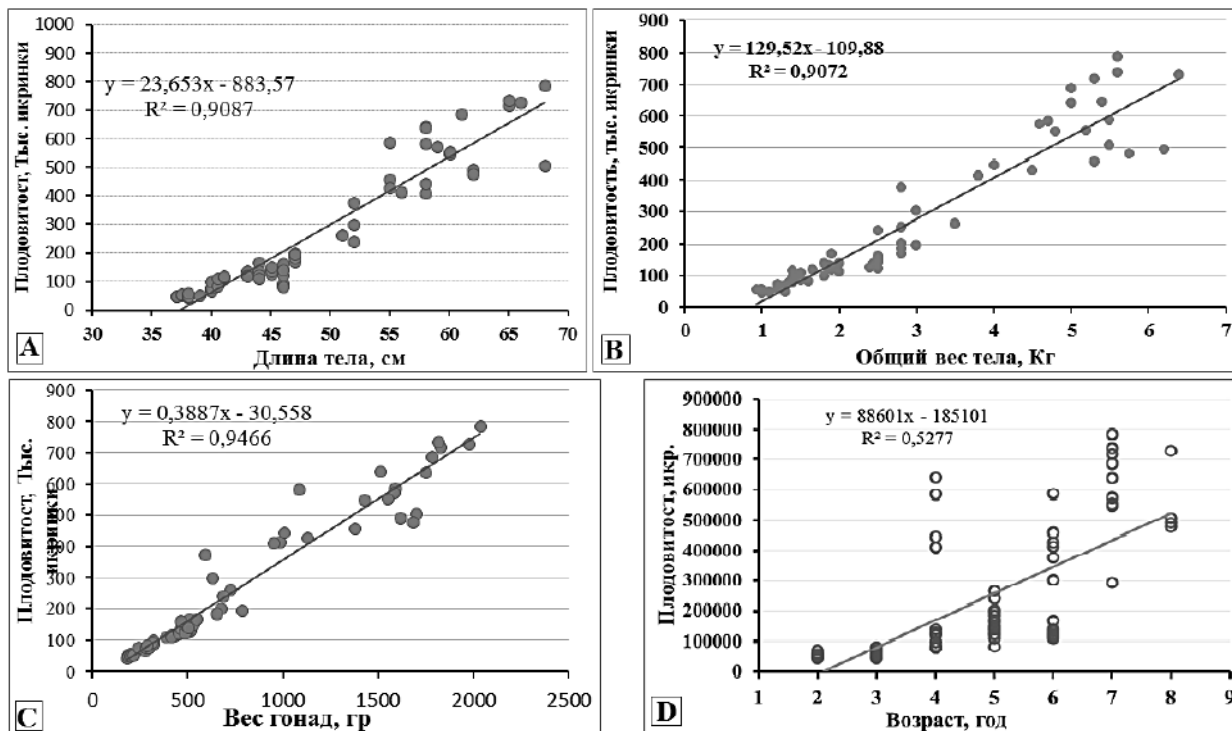 1000
900
800
700
600
500
400
300
200
100
0
Плодовитост, Тыс. икринки
y = 23,653x - 883,57
R² = 0,9087
30 40 50 60 70
Длина тела, см
A
900
800
700
600
500
400
300
200
100
0
Плодовитость, тыс. икринки
y = 129,52x - 109,88
R² = 0,9072
0 1 2 3 4 5 6 7
Общий вес тела, Кг
B
900
800
700
600
500
400
300
200
100
0
Плодовитост, Тыс.
икринки
y = 0,3887x - 30,558
R² = 0,9466
0 500 1000 1500 2000 2500
Вес гонад, гр
C
900000
800000
700000
600000
500000
400000
300000
200000
100000
0
Плодовитост, икр.
y = 88601x - 185101
R² = 0,5277
1 2 3 4 5 6 7 8 9
Возраст, год
D